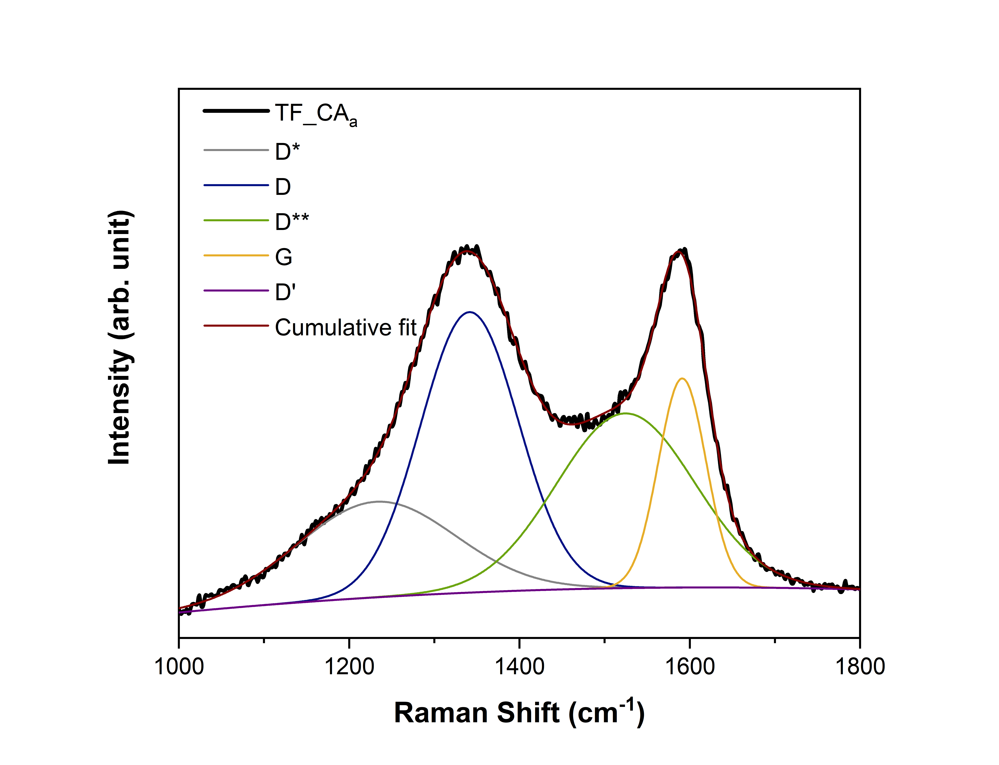 TF_CAₐ
D*
D
D**
G
D'
Cumulative fit
Intensity (arb. unit)
1000 1200 1400 1600 1800
Raman Shift (cm⁻¹)